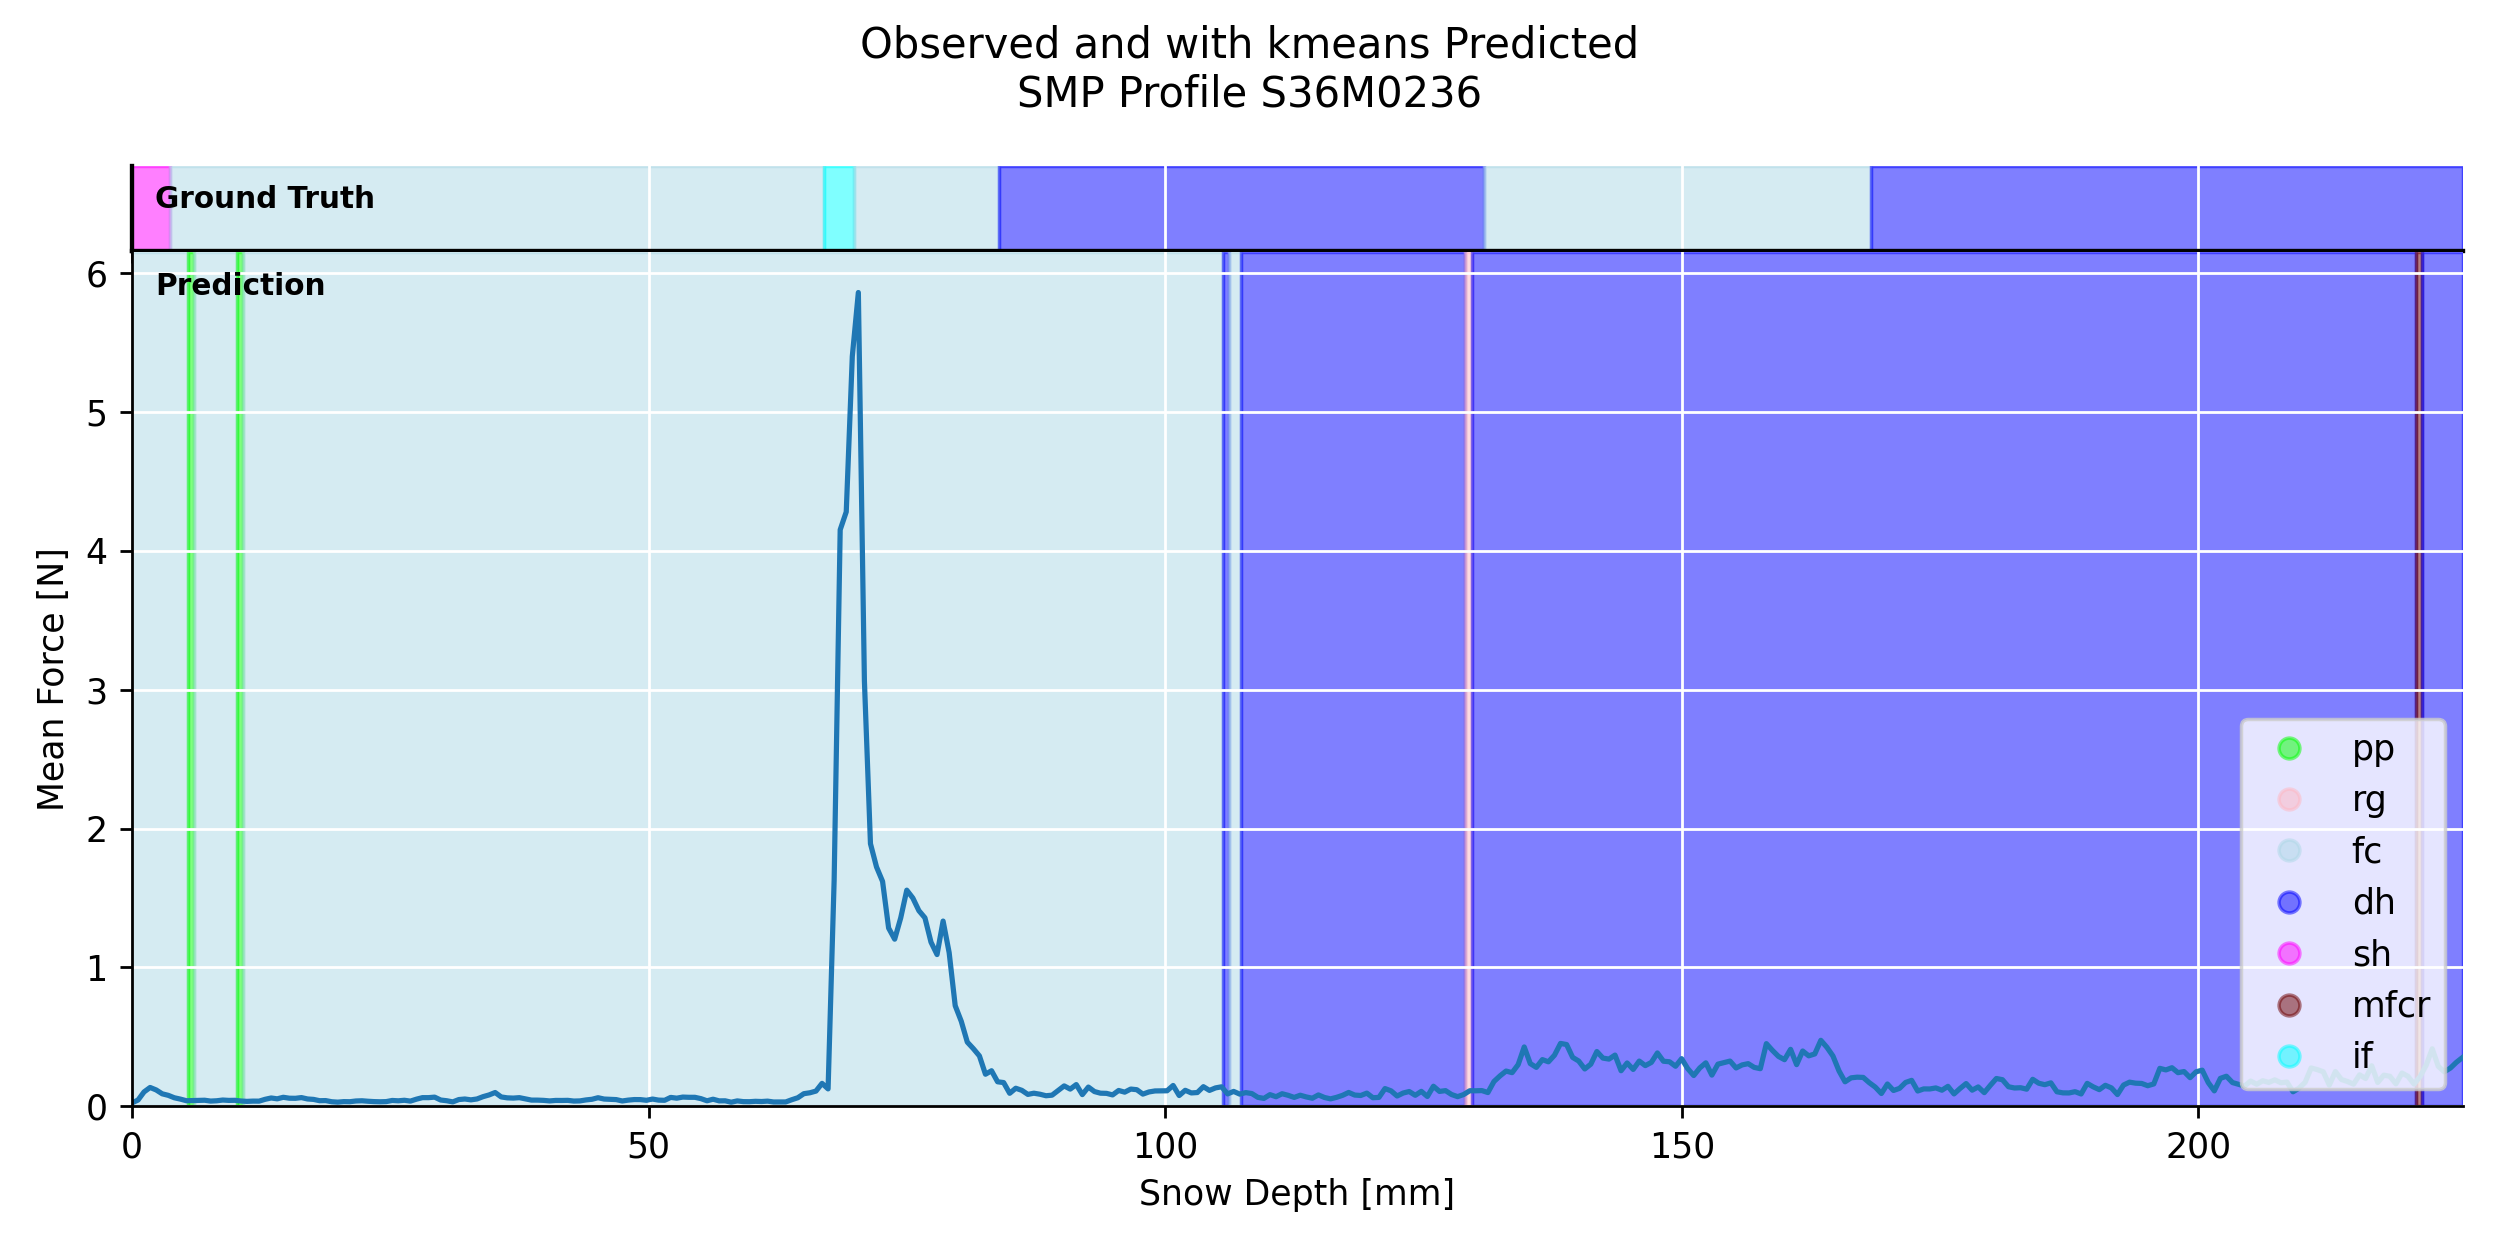 Observed and with kmeans Predicted
SMP Profile S36M0236
Ground Truth
Prediction
6
5
4
3
2
1
0
Mean Force [N]
pp
rg
fc
dh
sh
mfcr
if
0 50 100 150 200
Snow Depth [mm]